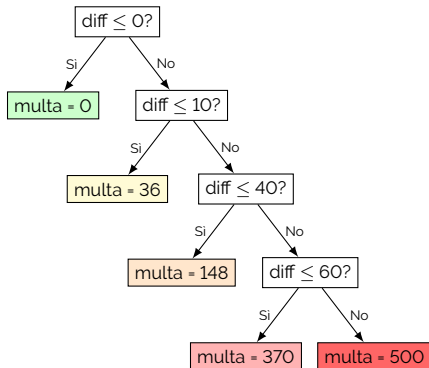 diff ≤ 0?
Si
No
multa = 0
diff ≤ 10?
Si
No
multa = 36
diff ≤ 40?
Si
No
multa = 148
diff ≤ 60?
Si
No
multa = 370
multa = 500